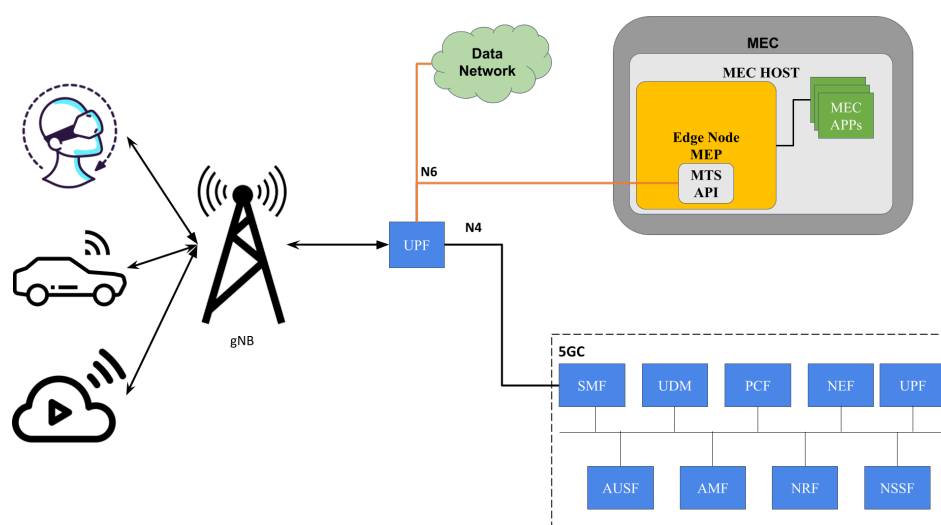 Data
Network
MEC
MEC HOST
MEC
APPs
Edge Node
MEP
MTS
API
N6
N4
UPF
gNB
5GC
SMF
UDM
PCF
NEF
UPF
AUSF
AMF
NRF
NSSF